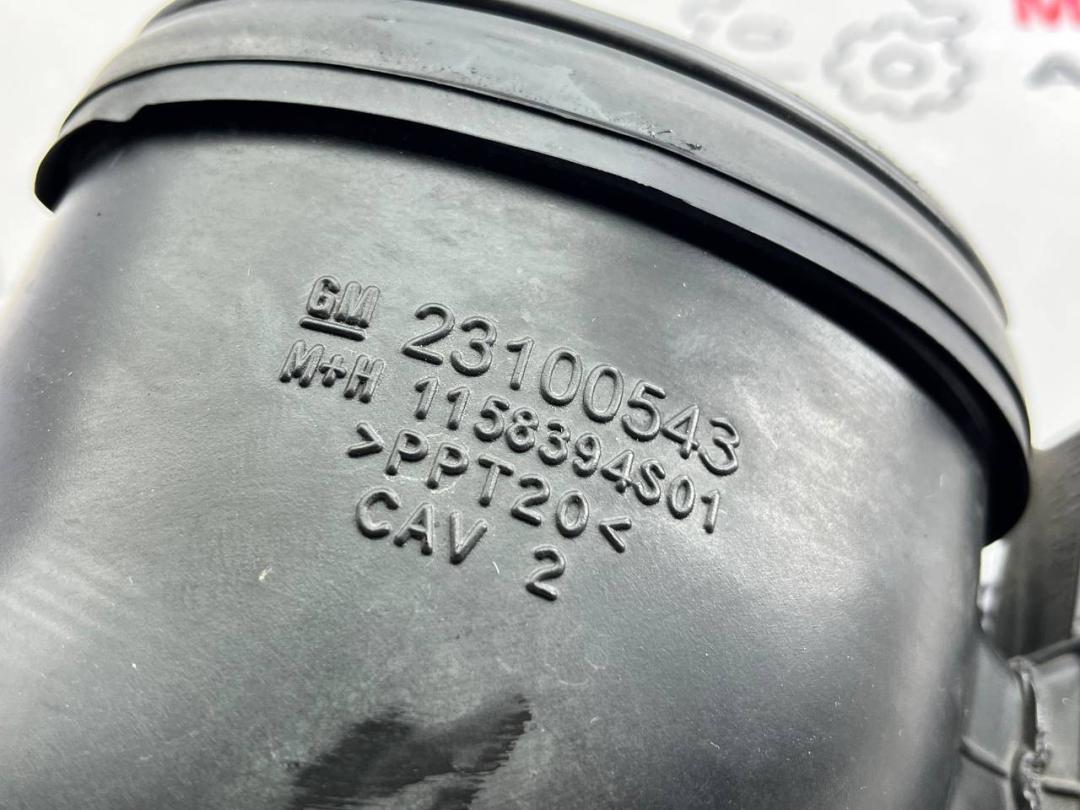 GM 23100543
M+H 1158394S01
>PPT20<
CAV 2